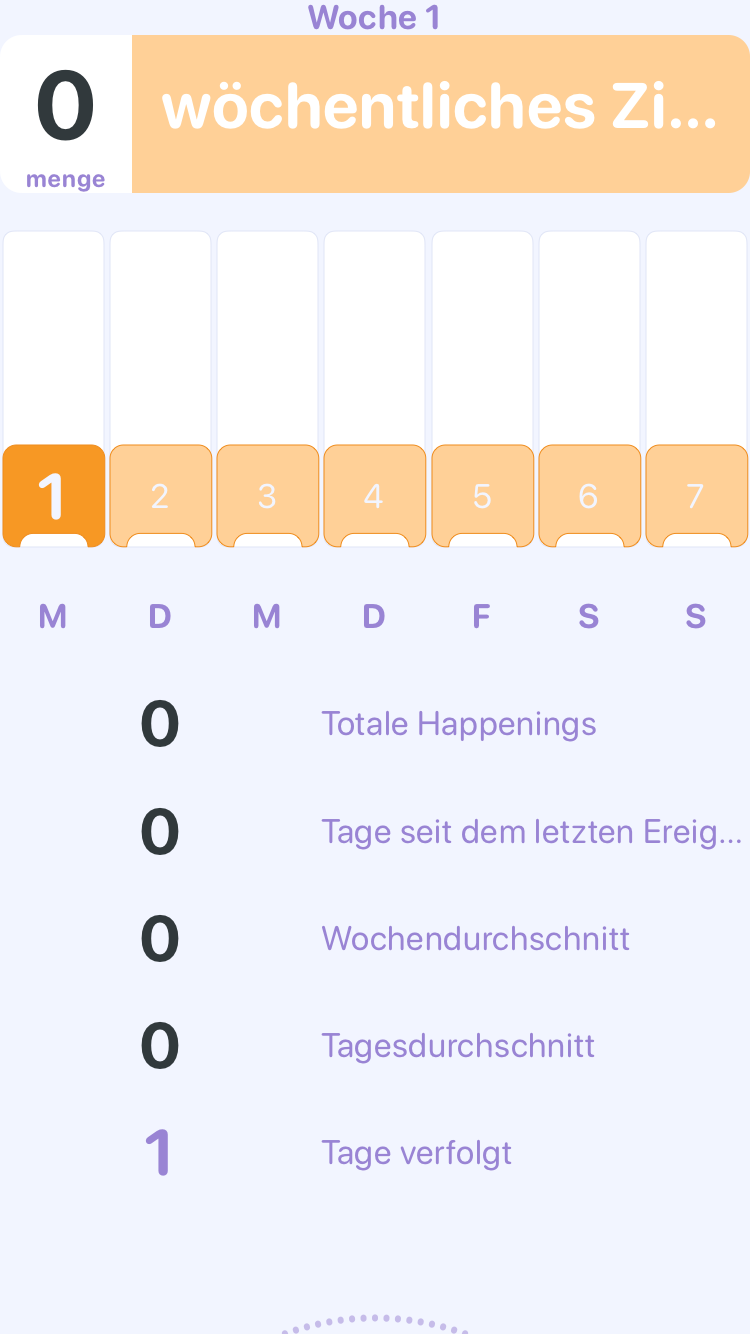 Woche 1
0
menge
wöchentliches Zi...
1 2 3 4 5 6 7
M D M D F S S
0 Totale Happenings
0 Tage seit dem letzten Ereig...
0 Wochendurchschnitt
0 Tagesdurchschnitt
1 Tage verfolgt